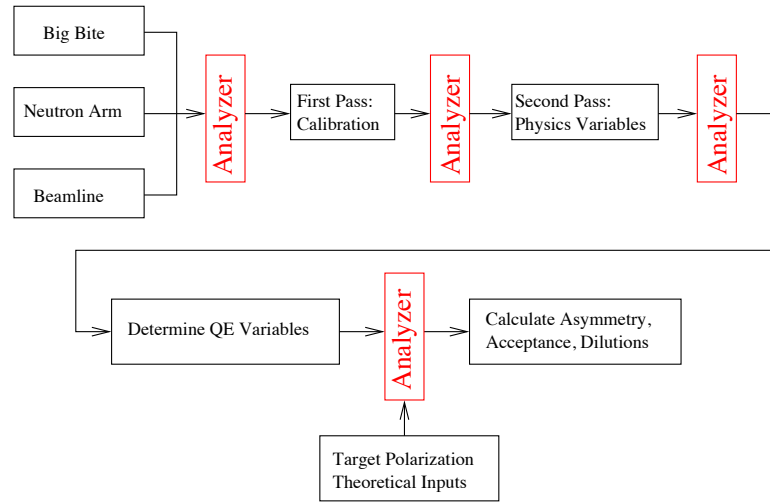 Big Bite
Neutron Arm
Beamline
Analyzer
First Pass:
Calibration
Analyzer
Second Pass:
Physics Variables
Analyzer
Determine QE Variables
Analyzer
Calculate Asymmetry,
Acceptance, Dilutions
Target Polarization
Theoretical Inputs